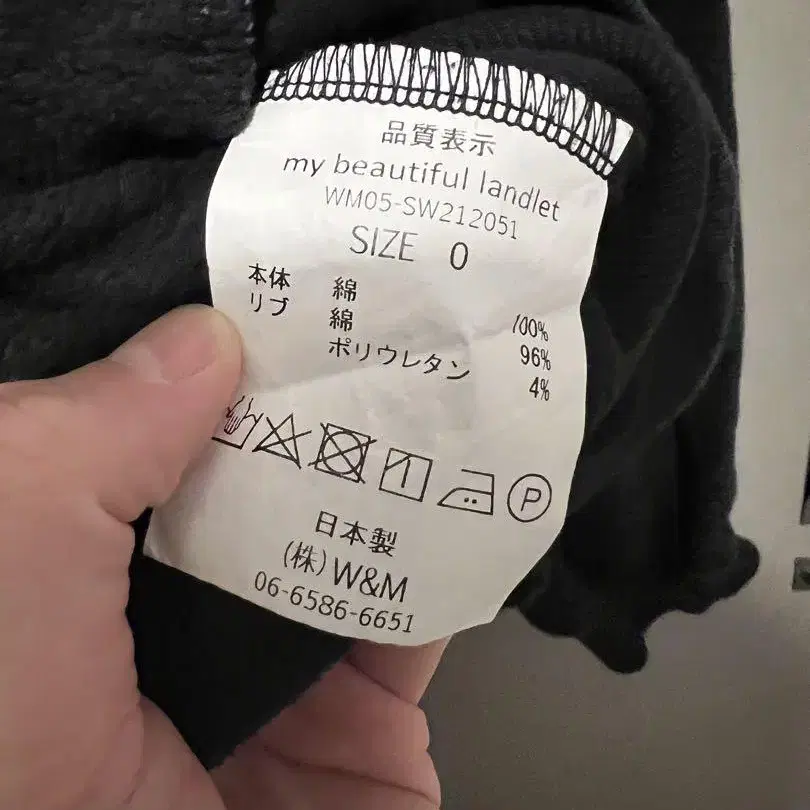 品質表示
my beautiful landlet
WM05-SW212051
SIZE 0
本体 綿 100%
リブ 綿 96%
ポリウレタン 4%
P
日本製
(株)W&M
06-6586-6651